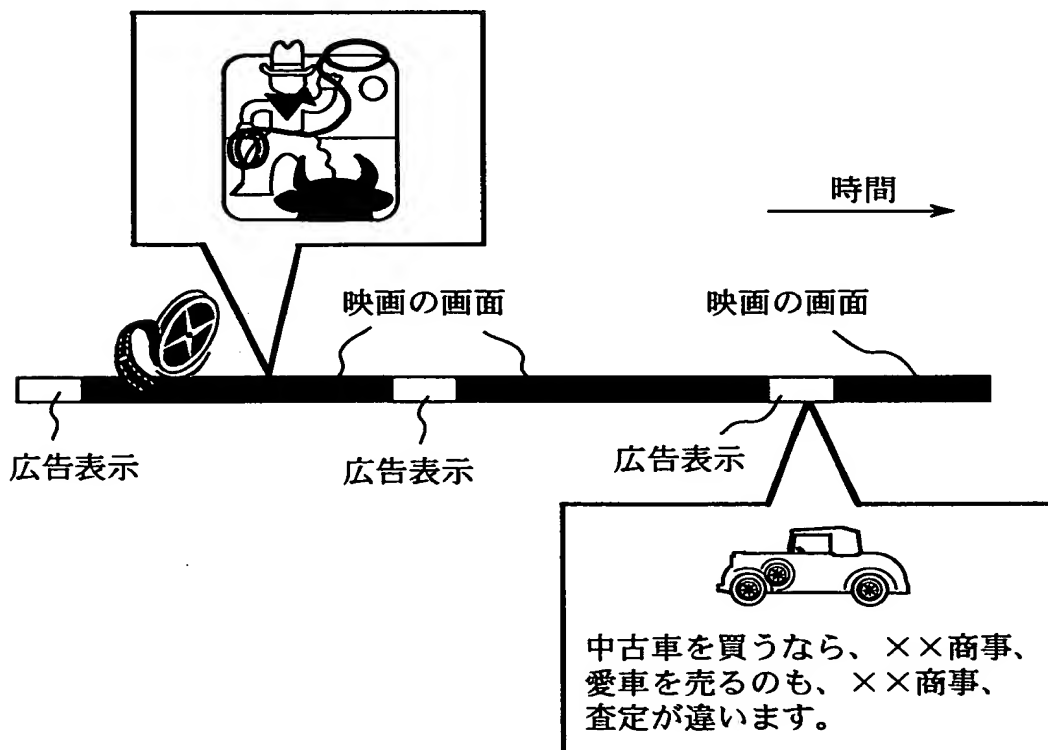 時間
映画の画面
映画の画面
広告表示
広告表示
広告表示
中古車を買うなら、××商事、
愛車を売るのも、××商事、
査定が違います。